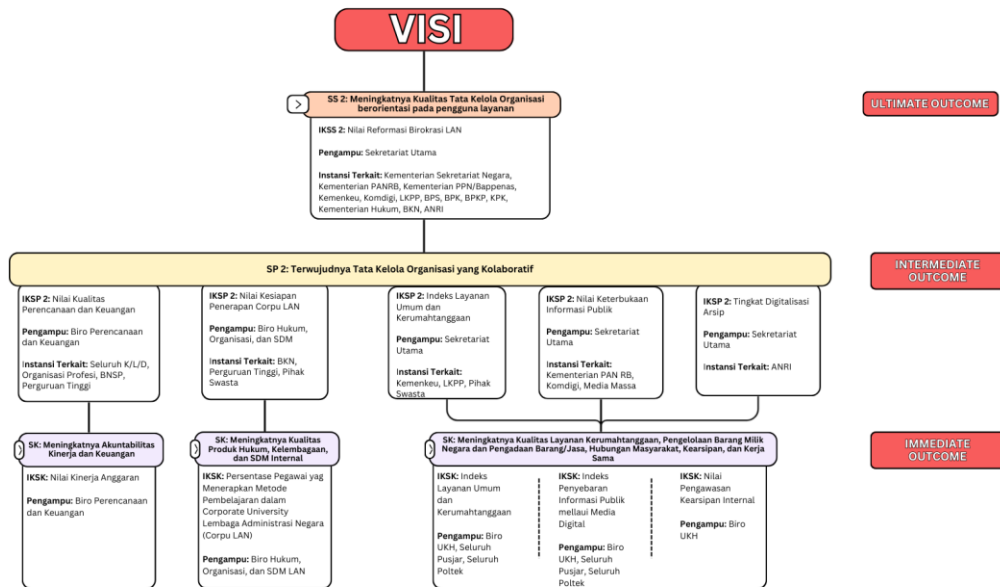 VISI
SS 2: Meningkatnya Kualitas Tata Kelola Organisasi
berorientasi pada pengguna layanan
ULTIMATE OUTCOME
IKSS 2: Nilai Reformasi Birokrasi LAN
Pengampu: Sekretariat Utama
Instansi Terkait: Kementerian Sekretariat Negara,
Kementerian PANRB, Kementerian PPN/Bappenas,
Kemenkeu, Komdigi, LKPP, BPS, BPK, BPKP, KPK,
Kementerian Hukum, BKN, ANRI
SP 2: Terwujudnya Tata Kelola Organisasi yang Kolaboratif
INTERMEDIATE
OUTCOME
IKSP 2: Nilai Kualitas
Perencanaan dan Keuangan
Pengampu: Biro Perencanaan
dan Keuangan
Instansi Terkait: Seluruh K/L/D,
Organisasi Profesi, BNSP,
Perguruan Tinggi
IKSP 2: Nilai Kesiapan
Penerapan Corpu LAN
Pengampu: Biro Hukum,
Organisasi, dan SDM
Instansi Terkait: BKN,
Perguruan Tinggi, Pihak
Swasta
IKSP 2: Indeks Layanan
Umum dan
Kerumahtanggaan
Pengampu: Sekretariat
Utama
Instansi Terkait:
Kemenkeu, LKPP, Pihak
Swasta
IKSP 2: Nilai Keterbukaan
Informasi Publik
Pengampu: Sekretariat
Utama
Instansi Terkait:
Kementerian PAN RB,
Komdigi, Media Massa
IKSP 2: Tingkat Digitalisasi
Arsip
Pengampu: Sekretariat
Utama
Instansi Terkait: ANRI
SK: Meningkatnya Akuntabilitas
Kinerja dan Keuangan
SK: Meningkatnya Kualitas
Produk Hukum, Kelembagaan,
dan SDM Internal
SK: Meningkatnya Kualitas Layanan Kerumahtanggaan, Pengelolaan Barang Milik
Negara dan Pengadaan Barang/Jasa, Hubungan Masyarakat, Kearsipan, dan Kerja
Sama
IMMEDIATE
OUTCOME
IKSK: Nilai Kinerja Anggaran
Pengampu: Biro Perencanaan
dan Keuangan
IKSK: Persentase Pegawai yag
Menerapkan Metode
Pembelajaran dalam
Corporate University
Lembaga Administrasi Negara
(Corpu LAN)
Pengampu: Biro Hukum,
Organisasi, dan SDM LAN
IKSK: Indeks
Layanan Umum
dan
Kerumahtanggaan
Pengampu: Biro
UKH, Seluruh
Pusjar, Seluruh
Poltek
IKSK: Indeks
Penyebaran
Informasi Publik
mellaui Media
Digital
Pengampu: Biro
UKH, Seluruh
Pusjar, Seluruh
Poltek
IKSK: Nilai
Pengawasan
Kearsipan Internal
Pengampu: Biro
UKH